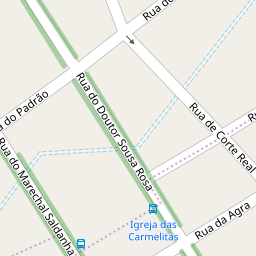 Rua do
a do Padrão
Rua do Doutor Sousa Rosa
Rua de Corte Real
Rua do Marechal Saldanha
Igreja das
Carmelitas
Rua da Agra